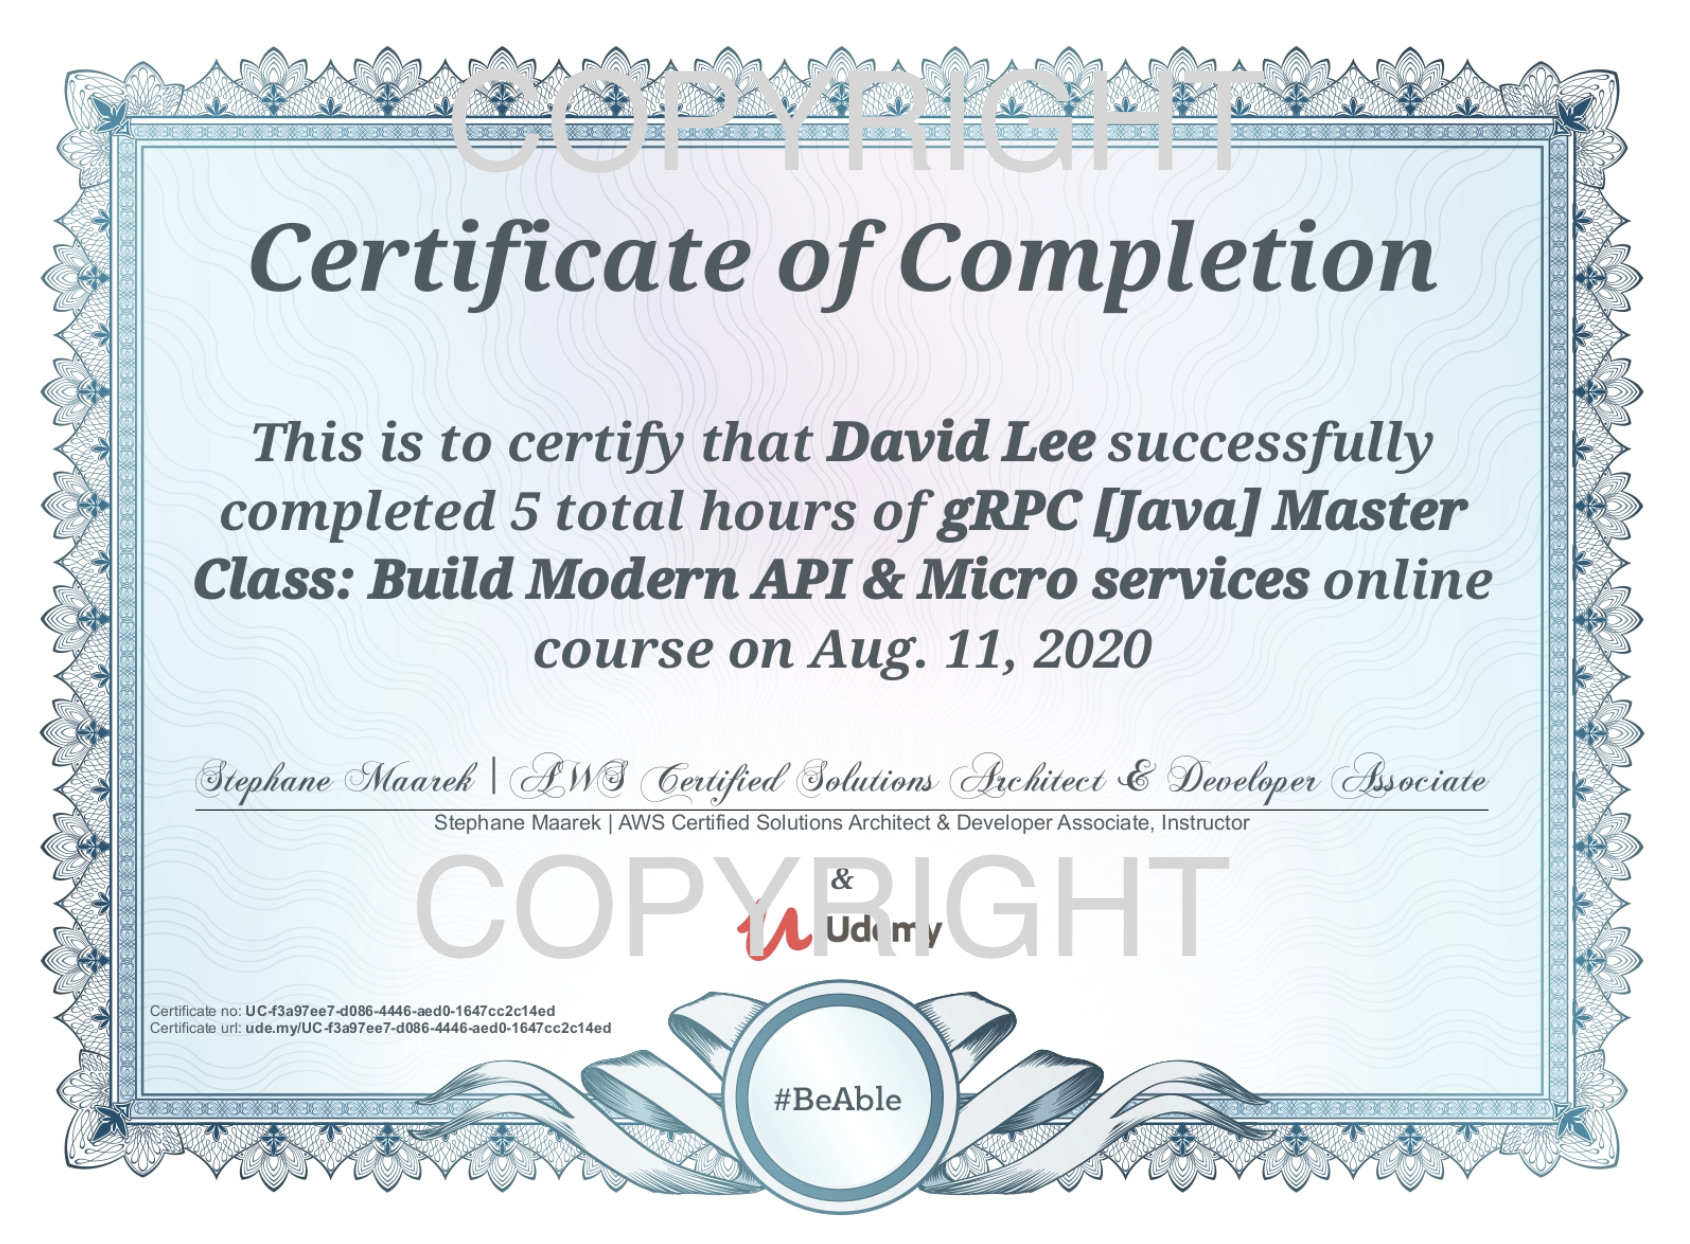 COPYRIGHT
Certificate of Completion
This is to certify that David Lee successfully
completed 5 total hours of gRPC [Java] Master
Class: Build Modern API & Micro services online
course on Aug. 11, 2020
Stephane Maarek | AWS Certified Solutions Architect & Developer Associate
Stephane Maarek | AWS Certified Solutions Architect & Developer Associate, Instructor
&
COPYRIGHT
Udemy
Certificate no: UC-f3a97ee7-d086-4446-aed0-1647cc2c14ed
Certificate url: ude.my/UC-f3a97ee7-d086-4446-aed0-1647cc2c14ed
#BeAble